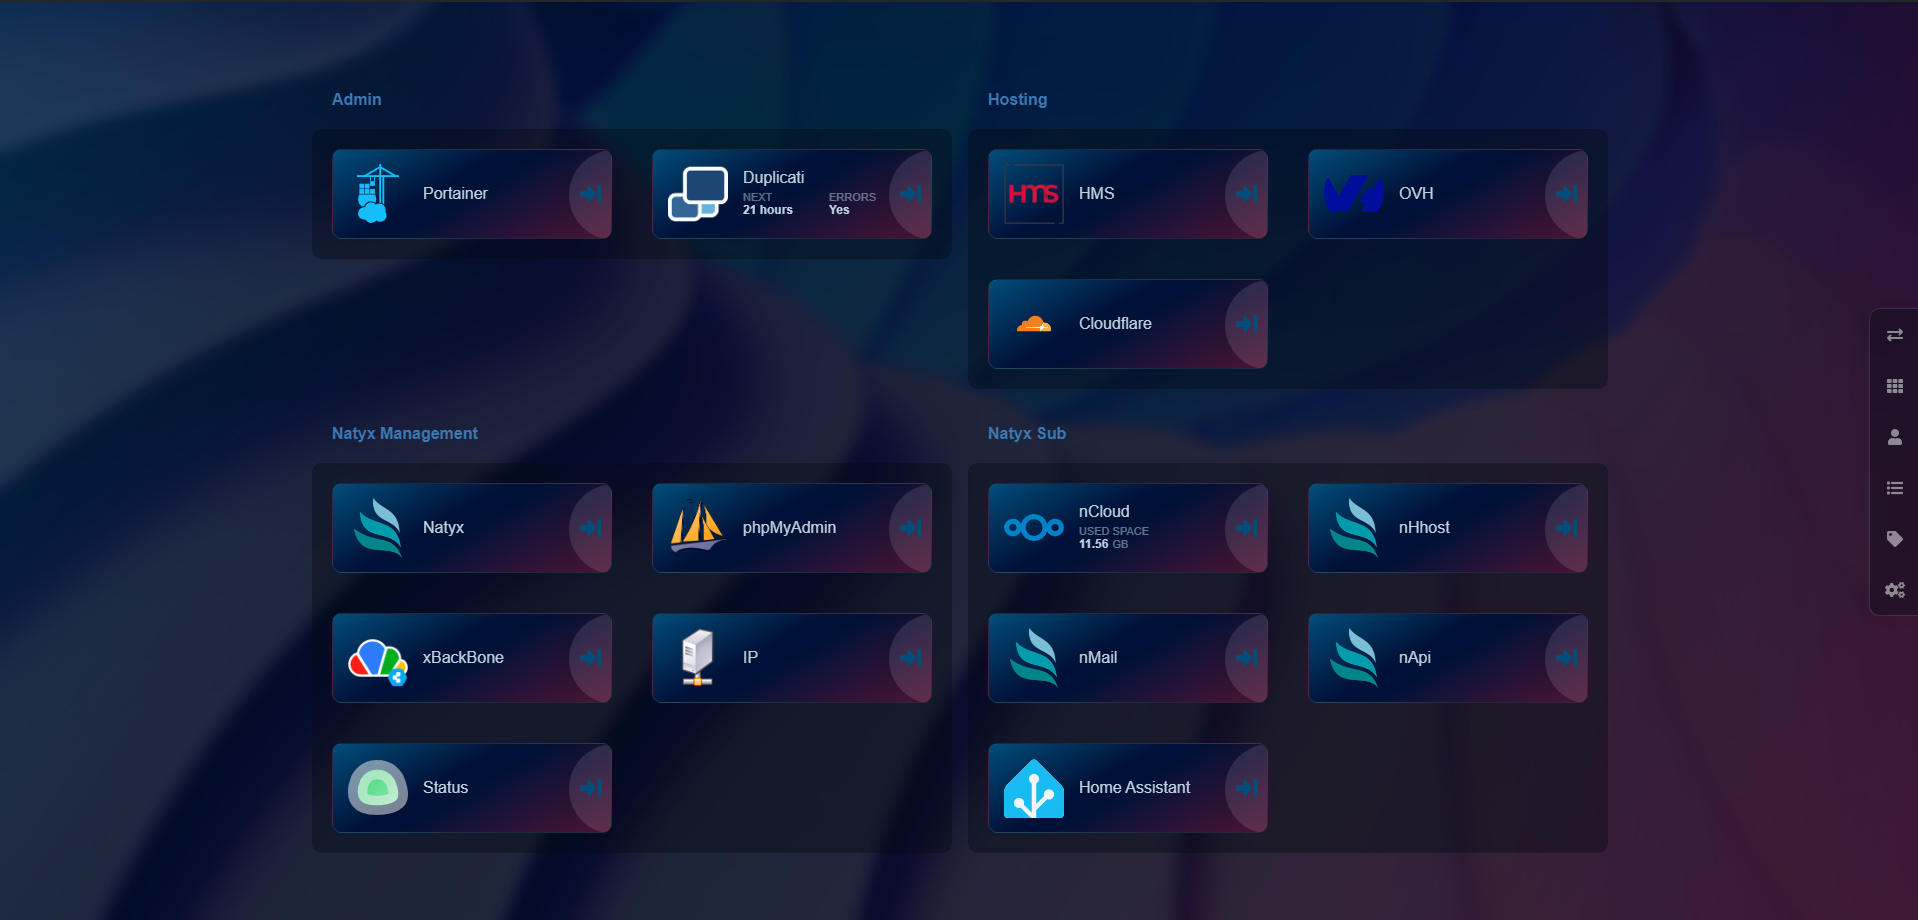 Admin
Portainer
Duplicati
NEXT ERRORS
21 hours Yes
Hosting
HMS HMS
OVH
Cloudflare
Natyx Management
Natyx
phpMyAdmin
xBackBone
IP
Status
Natyx Sub
nCloud
USED SPACE
11.56 GB
nHhost
nMail
nApi
Home Assistant